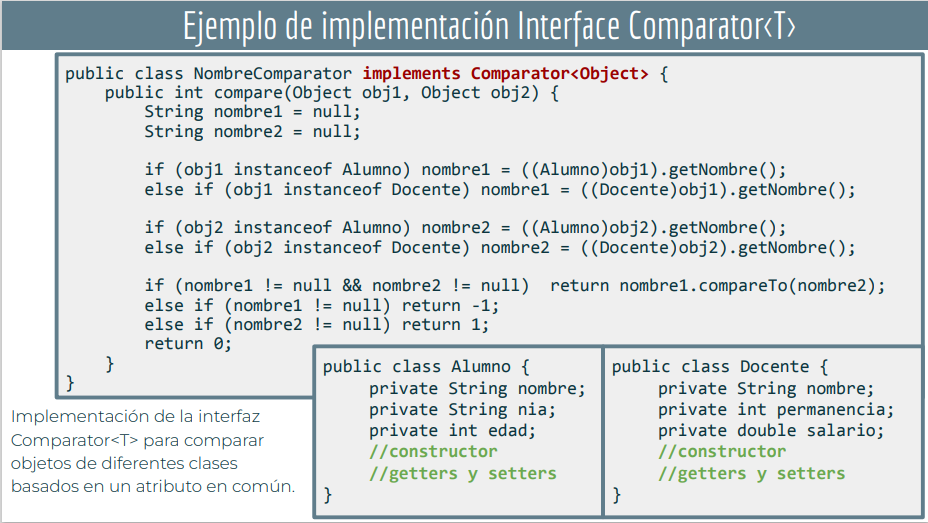 Ejemplo de implementación Interface Comparator<T>
public class NombreComparator implements Comparator<Object> {
    public int compare(Object obj1, Object obj2) {
        String nombre1 = null;
        String nombre2 = null;

        if (obj1 instanceof Alumno) nombre1 = ((Alumno)obj1).getNombre();
        else if (obj1 instanceof Docente) nombre1 = ((Docente)obj1).getNombre();

        if (obj2 instanceof Alumno) nombre2 = ((Alumno)obj2).getNombre();
        else if (obj2 instanceof Docente) nombre2 = ((Docente)obj2).getNombre();

        if (nombre1 != null && nombre2 != null)  return nombre1.compareTo(nombre2);
        else if (nombre1 != null) return -1;
        else if (nombre2 != null) return 1;
        return 0;
    }
}
Implementación de la interfaz
Comparator<T> para comparar
objetos de diferentes clases
basados en un atributo en común.
public class Alumno {
    private String nombre;
    private String nia;
    private int edad;
    //constructor
    //getters y setters
}
public class Docente {
    private String nombre;
    private int permanencia;
    private double salario;
    //constructor
    //getters y setters
}